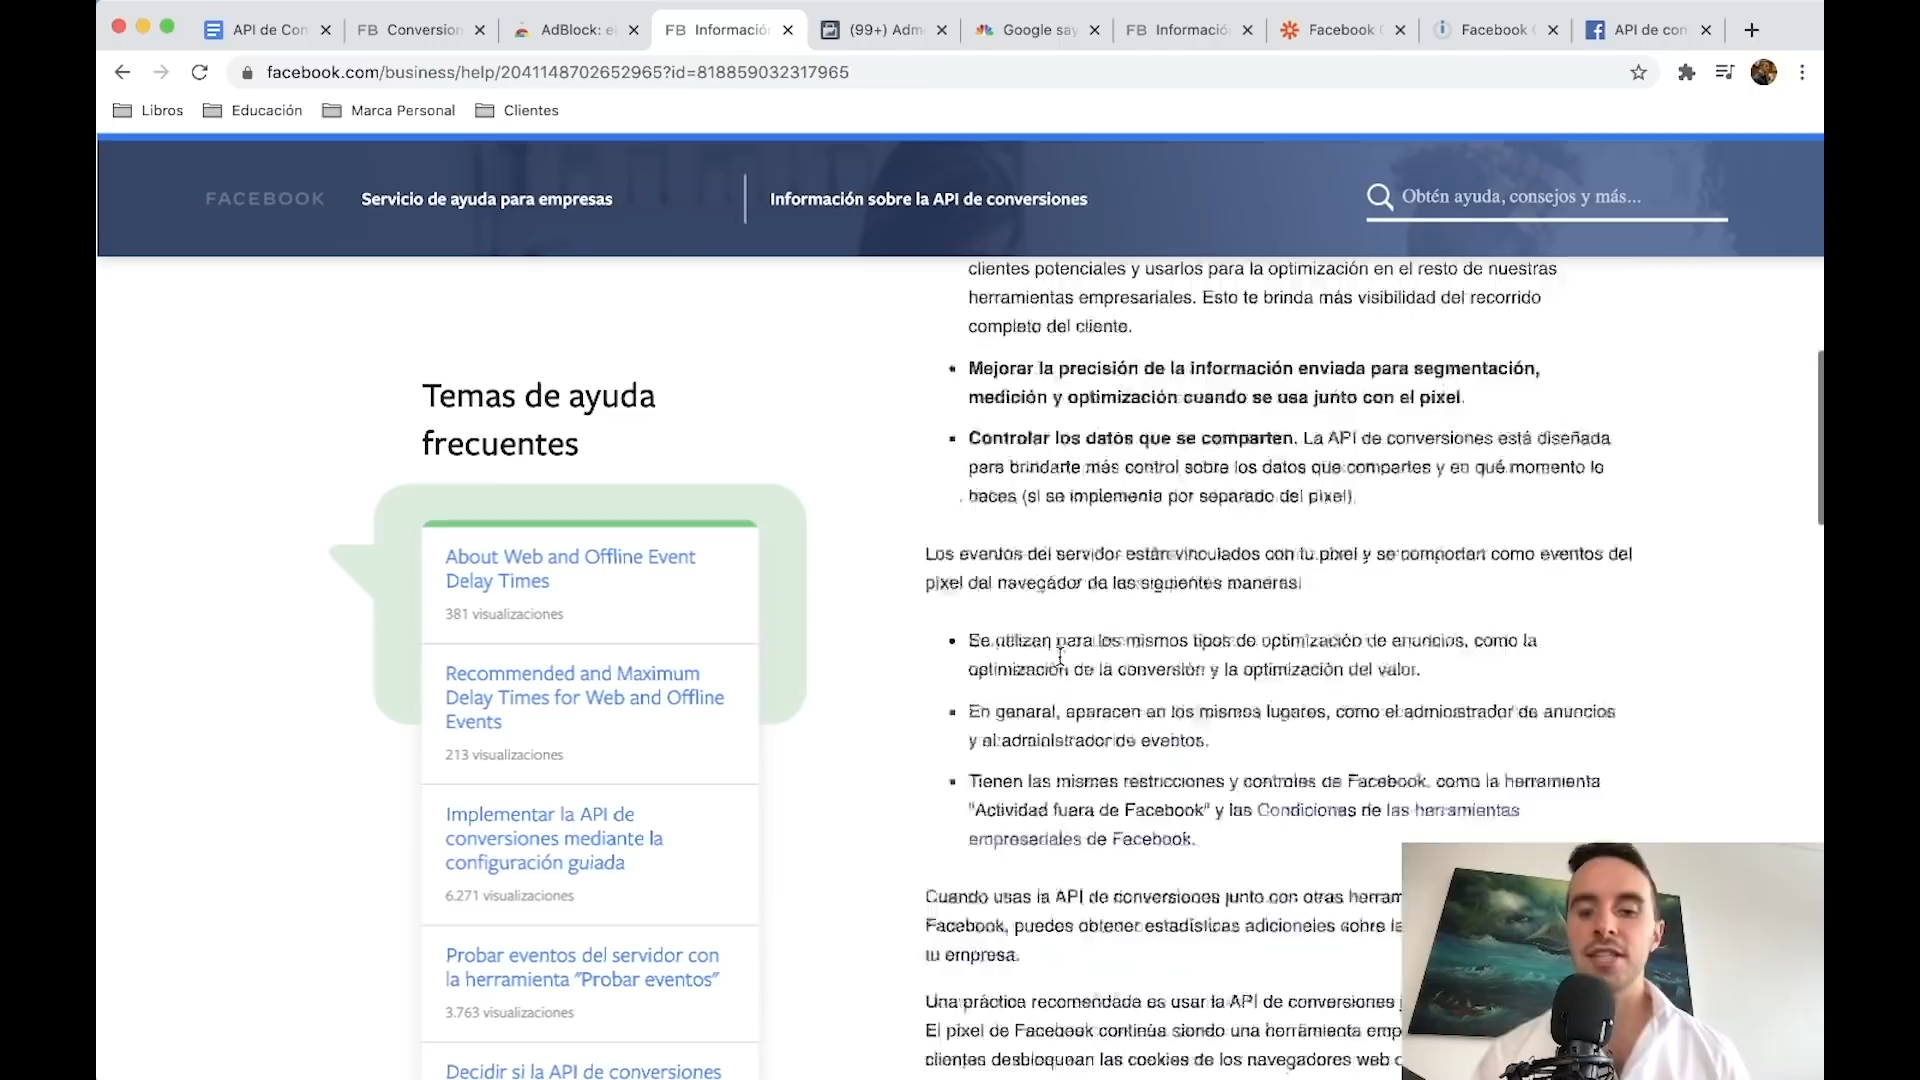 API de Con
FB Conversion
AdBlock: el
FB Información
(99+) Adm
Google say
FB Informació
Facebook C
Facebook C
API de con
facebook.com/business/help/2041148702652965?id=818859032317965
Libros
Educación
Marca Personal
Clientes
FACEBOOK
Servicio de ayuda para empresas
Información sobre la API de conversiones
Obtén ayuda, consejos y más...
clientes potenciales y usarlos para la optimización en el resto de nuestras
herramientas empresariales. Esto te brinda más visibilidad del recorrido
completo del cliente.
Mejorar la precisión de la información enviada para segmentación,
medición y optimización cuando se usa junto con el pixel.
Controlar los datos que se comparten. La API de conversiones está diseñada
para brindarte más control sobre los datos que compartes y en qué momento lo
haces (si se implementa por separado del pixel).
Los eventos del servidor están vinculados con tu pixel y se comportan como eventos del
pixel del navegador de las siguientes maneras:
Se utilizan para los mismos tipos de optimización de anuncios, como la
optimización de la conversión y la optimización del valor.
En general, aparecen en los mismos lugares, como el administrador de anuncios
y el administrador de eventos.
Tienen las mismas restricciones y controles de Facebook, como la herramienta
"Actividad fuera de Facebook" y las Condiciones de las herramientas
empresariales de Facebook.
Cuando usas la API de conversiones junto con otras herram
Facebook, puedes obtener estadísticas adicionales sobre la
tu empresa.
Una práctica recomendada es usar la API de conversiones j
El pixel de Facebook continúa siendo una herramienta emp
clientes desbloquean las cookies de los navegadores web o
Temas de ayuda
frecuentes
About Web and Offline Event
Delay Times
381 visualizaciones
Recommended and Maximum
Delay Times for Web and Offline
Events
213 visualizaciones
Implementar la API de
conversiones mediante la
configuración guiada
6.271 visualizaciones
Probar eventos del servidor con
la herramienta "Probar eventos"
3.763 visualizaciones
Decidir si la API de conversiones